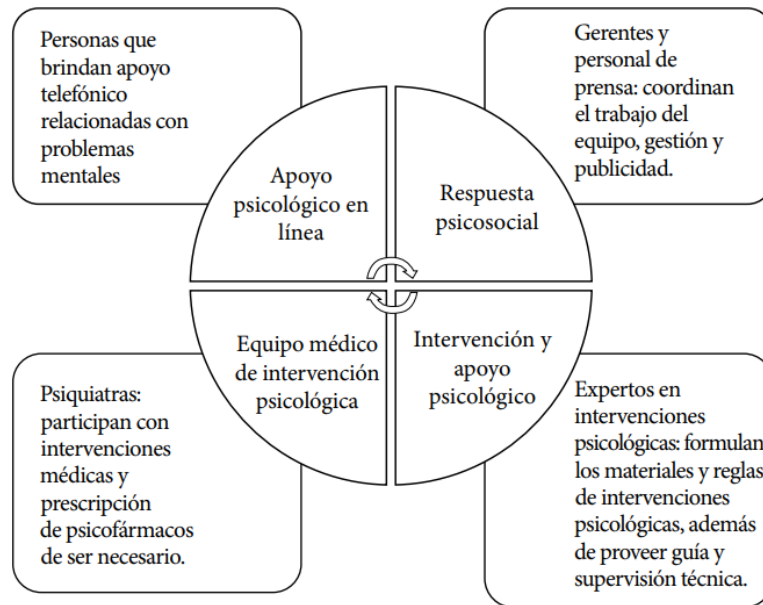 Personas que
brindan apoyo
telefónico
relacionadas con
problemas
mentales
Gerentes y
personal de
prensa: coordinan
el trabajo del
equipo, gestión y
publicidad.
Apoyo
psicológico en
línea
Respuesta
psicosocial
Equipo médico
de intervención
psicológica
Intervención y
apoyo
psicológico
Psiquiatras:
participan con
intervenciones
médicas y
prescripción
de psicofármacos
de ser necesario.
Expertos en
intervenciones
psicológicas: formulan
los materiales y reglas
de intervenciones
psicológicas, además
de proveer guía y
supervisión técnica.